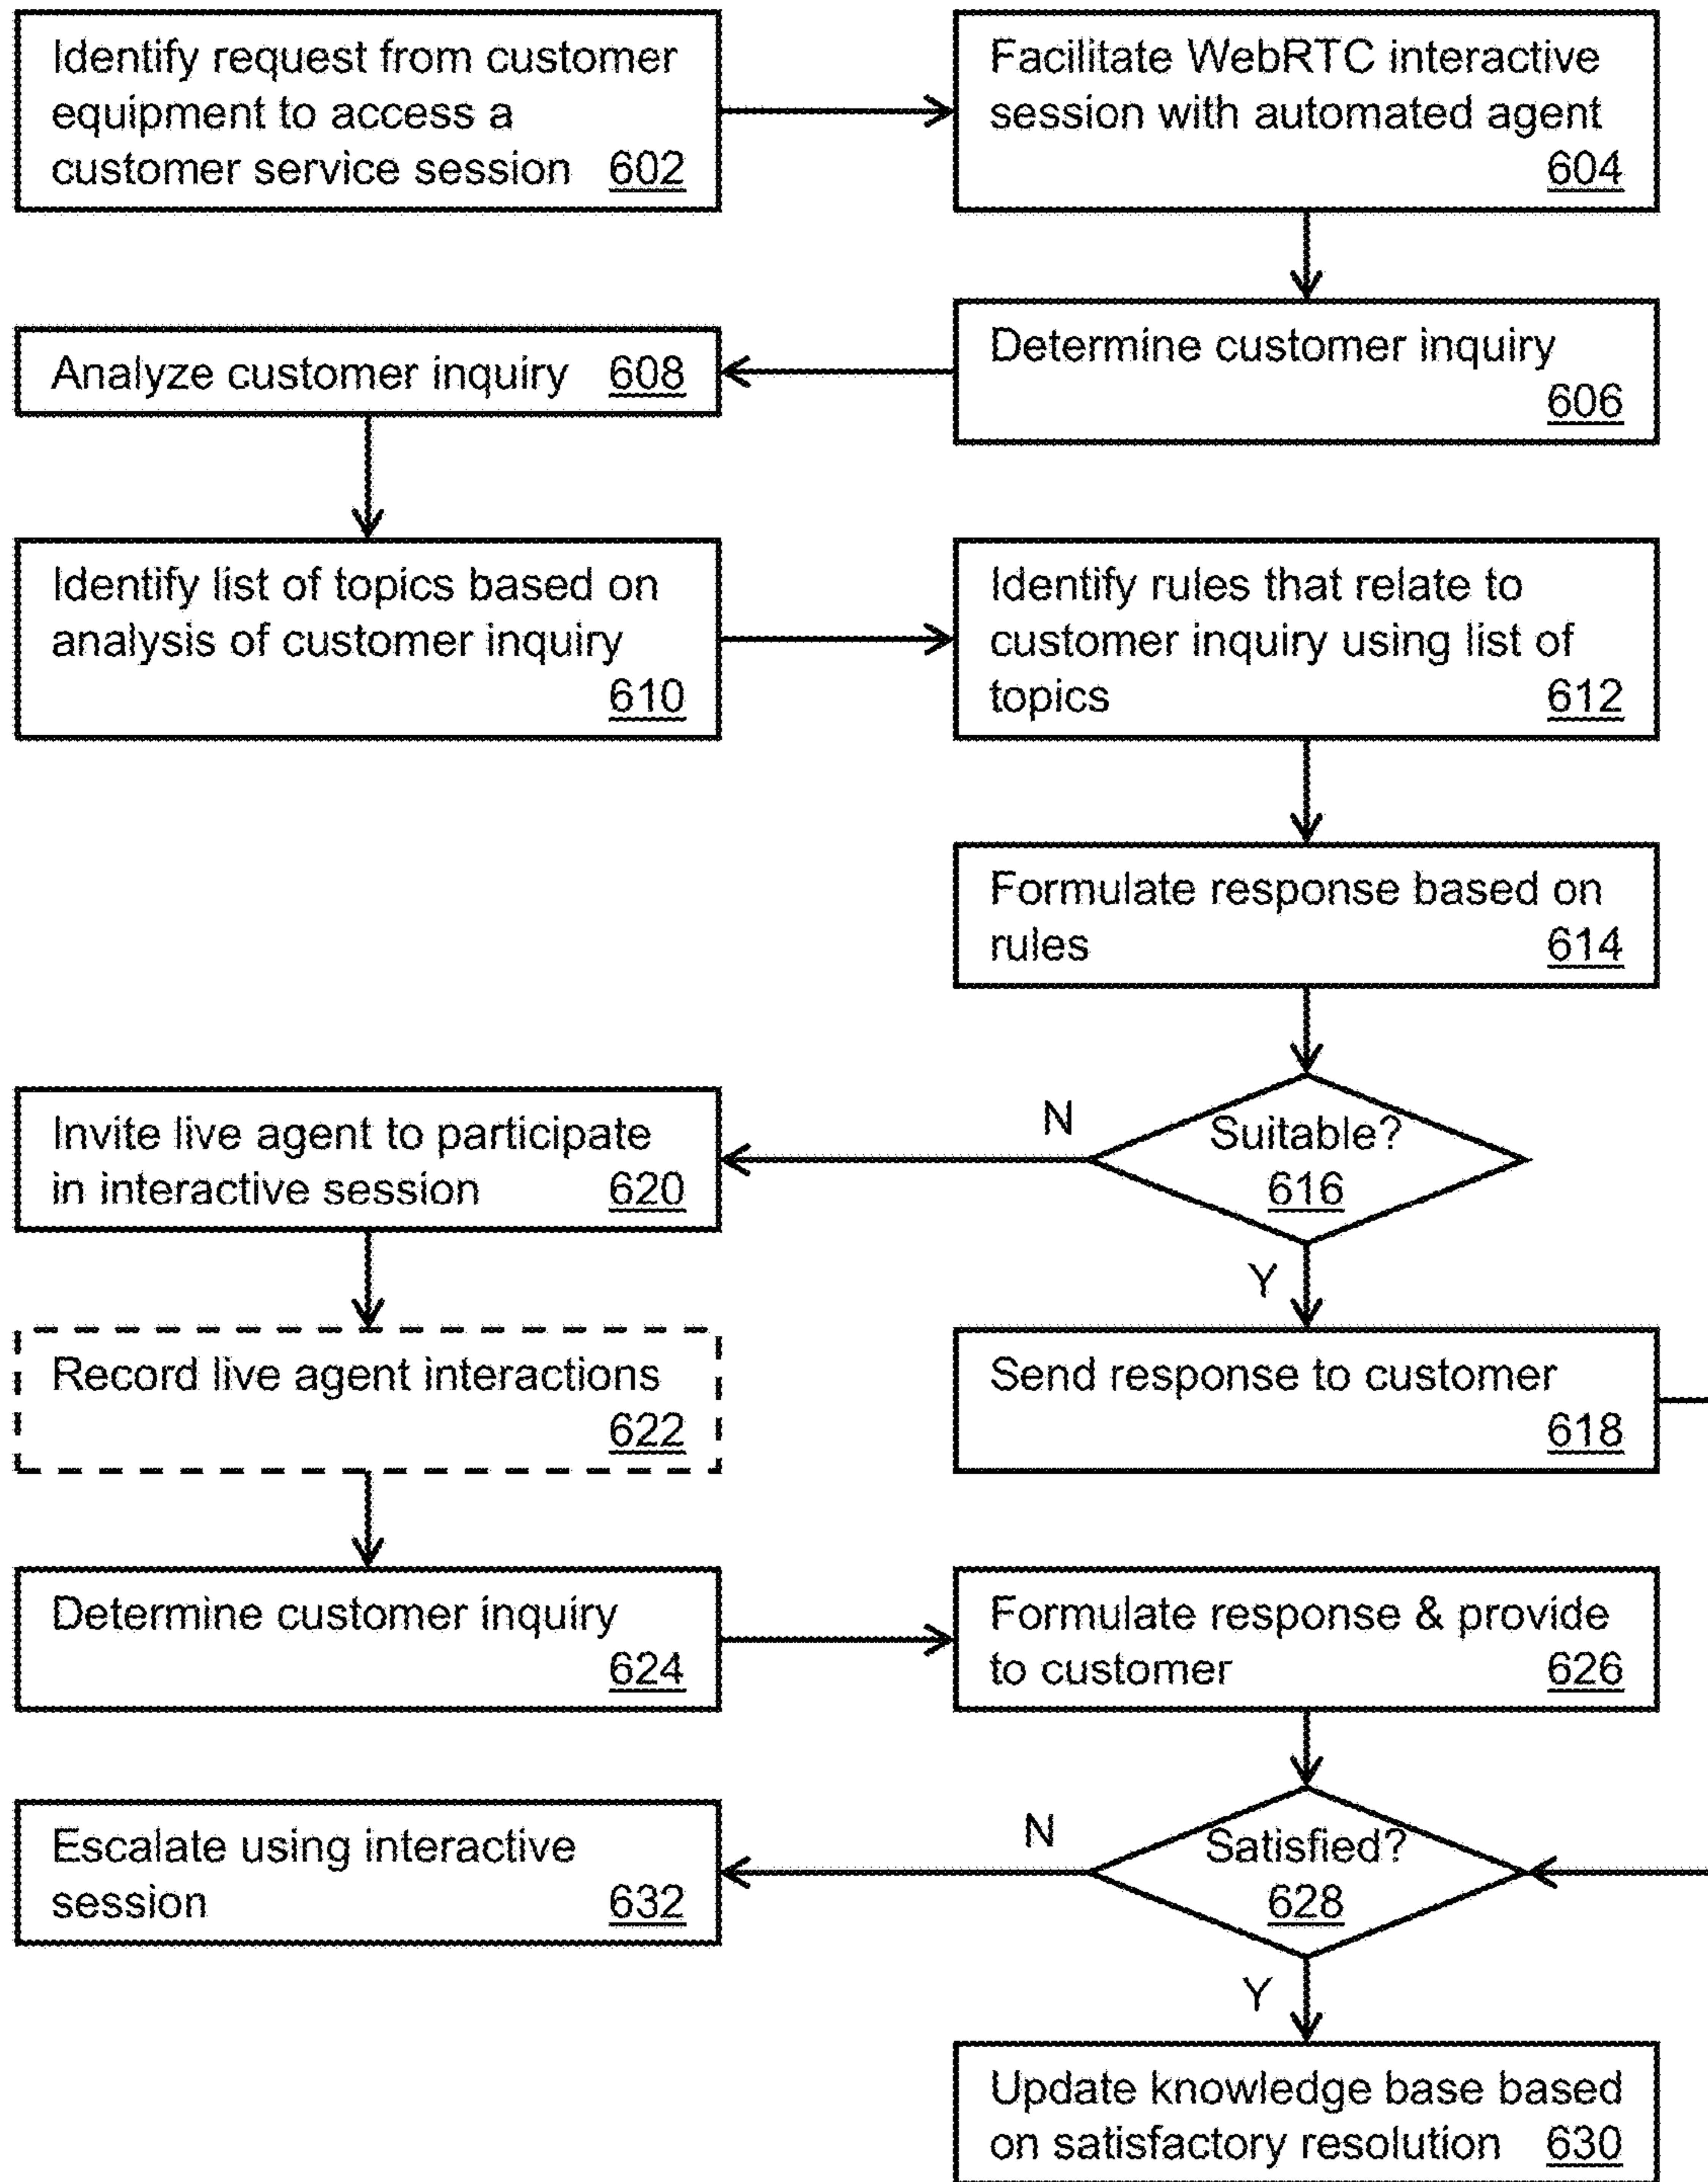 Identify request from customer
equipment to access a
customer service session 602
Facilitate WebRTC interactive
session with automated agent
604
Determine customer inquiry
606
Analyze customer inquiry 608
Identify list of topics based on
analysis of customer inquiry
610
Identify rules that relate to
customer inquiry using list of
topics 612
Formulate response based on
rules 614
Suitable?
616
N
Y
Invite live agent to participate
in interactive session 620
Send response to customer
618
Record live agent interactions
622
Determine customer inquiry
624
Formulate response & provide
to customer 626
Satisfied?
628
N
Y
Escalate using interactive
session 632
Update knowledge base based
on satisfactory resolution 630